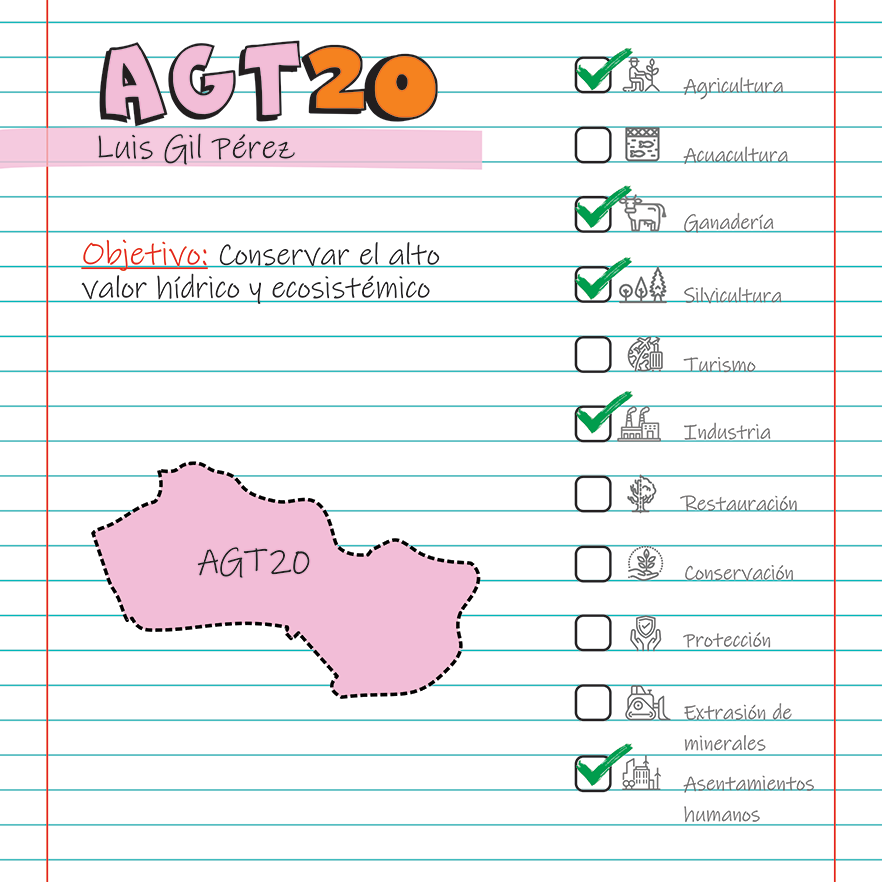 AGT20
Luis Gil Pérez
Objetivo: Conservar el alto
valor hídrico y ecosistémico
AGT20
Agricultura
Acuacultura
Ganadería
Silvicultura
Turismo
Industria
Restauración
Conservación
Protección
Extrasión de
minerales
Asentamientos
humanos